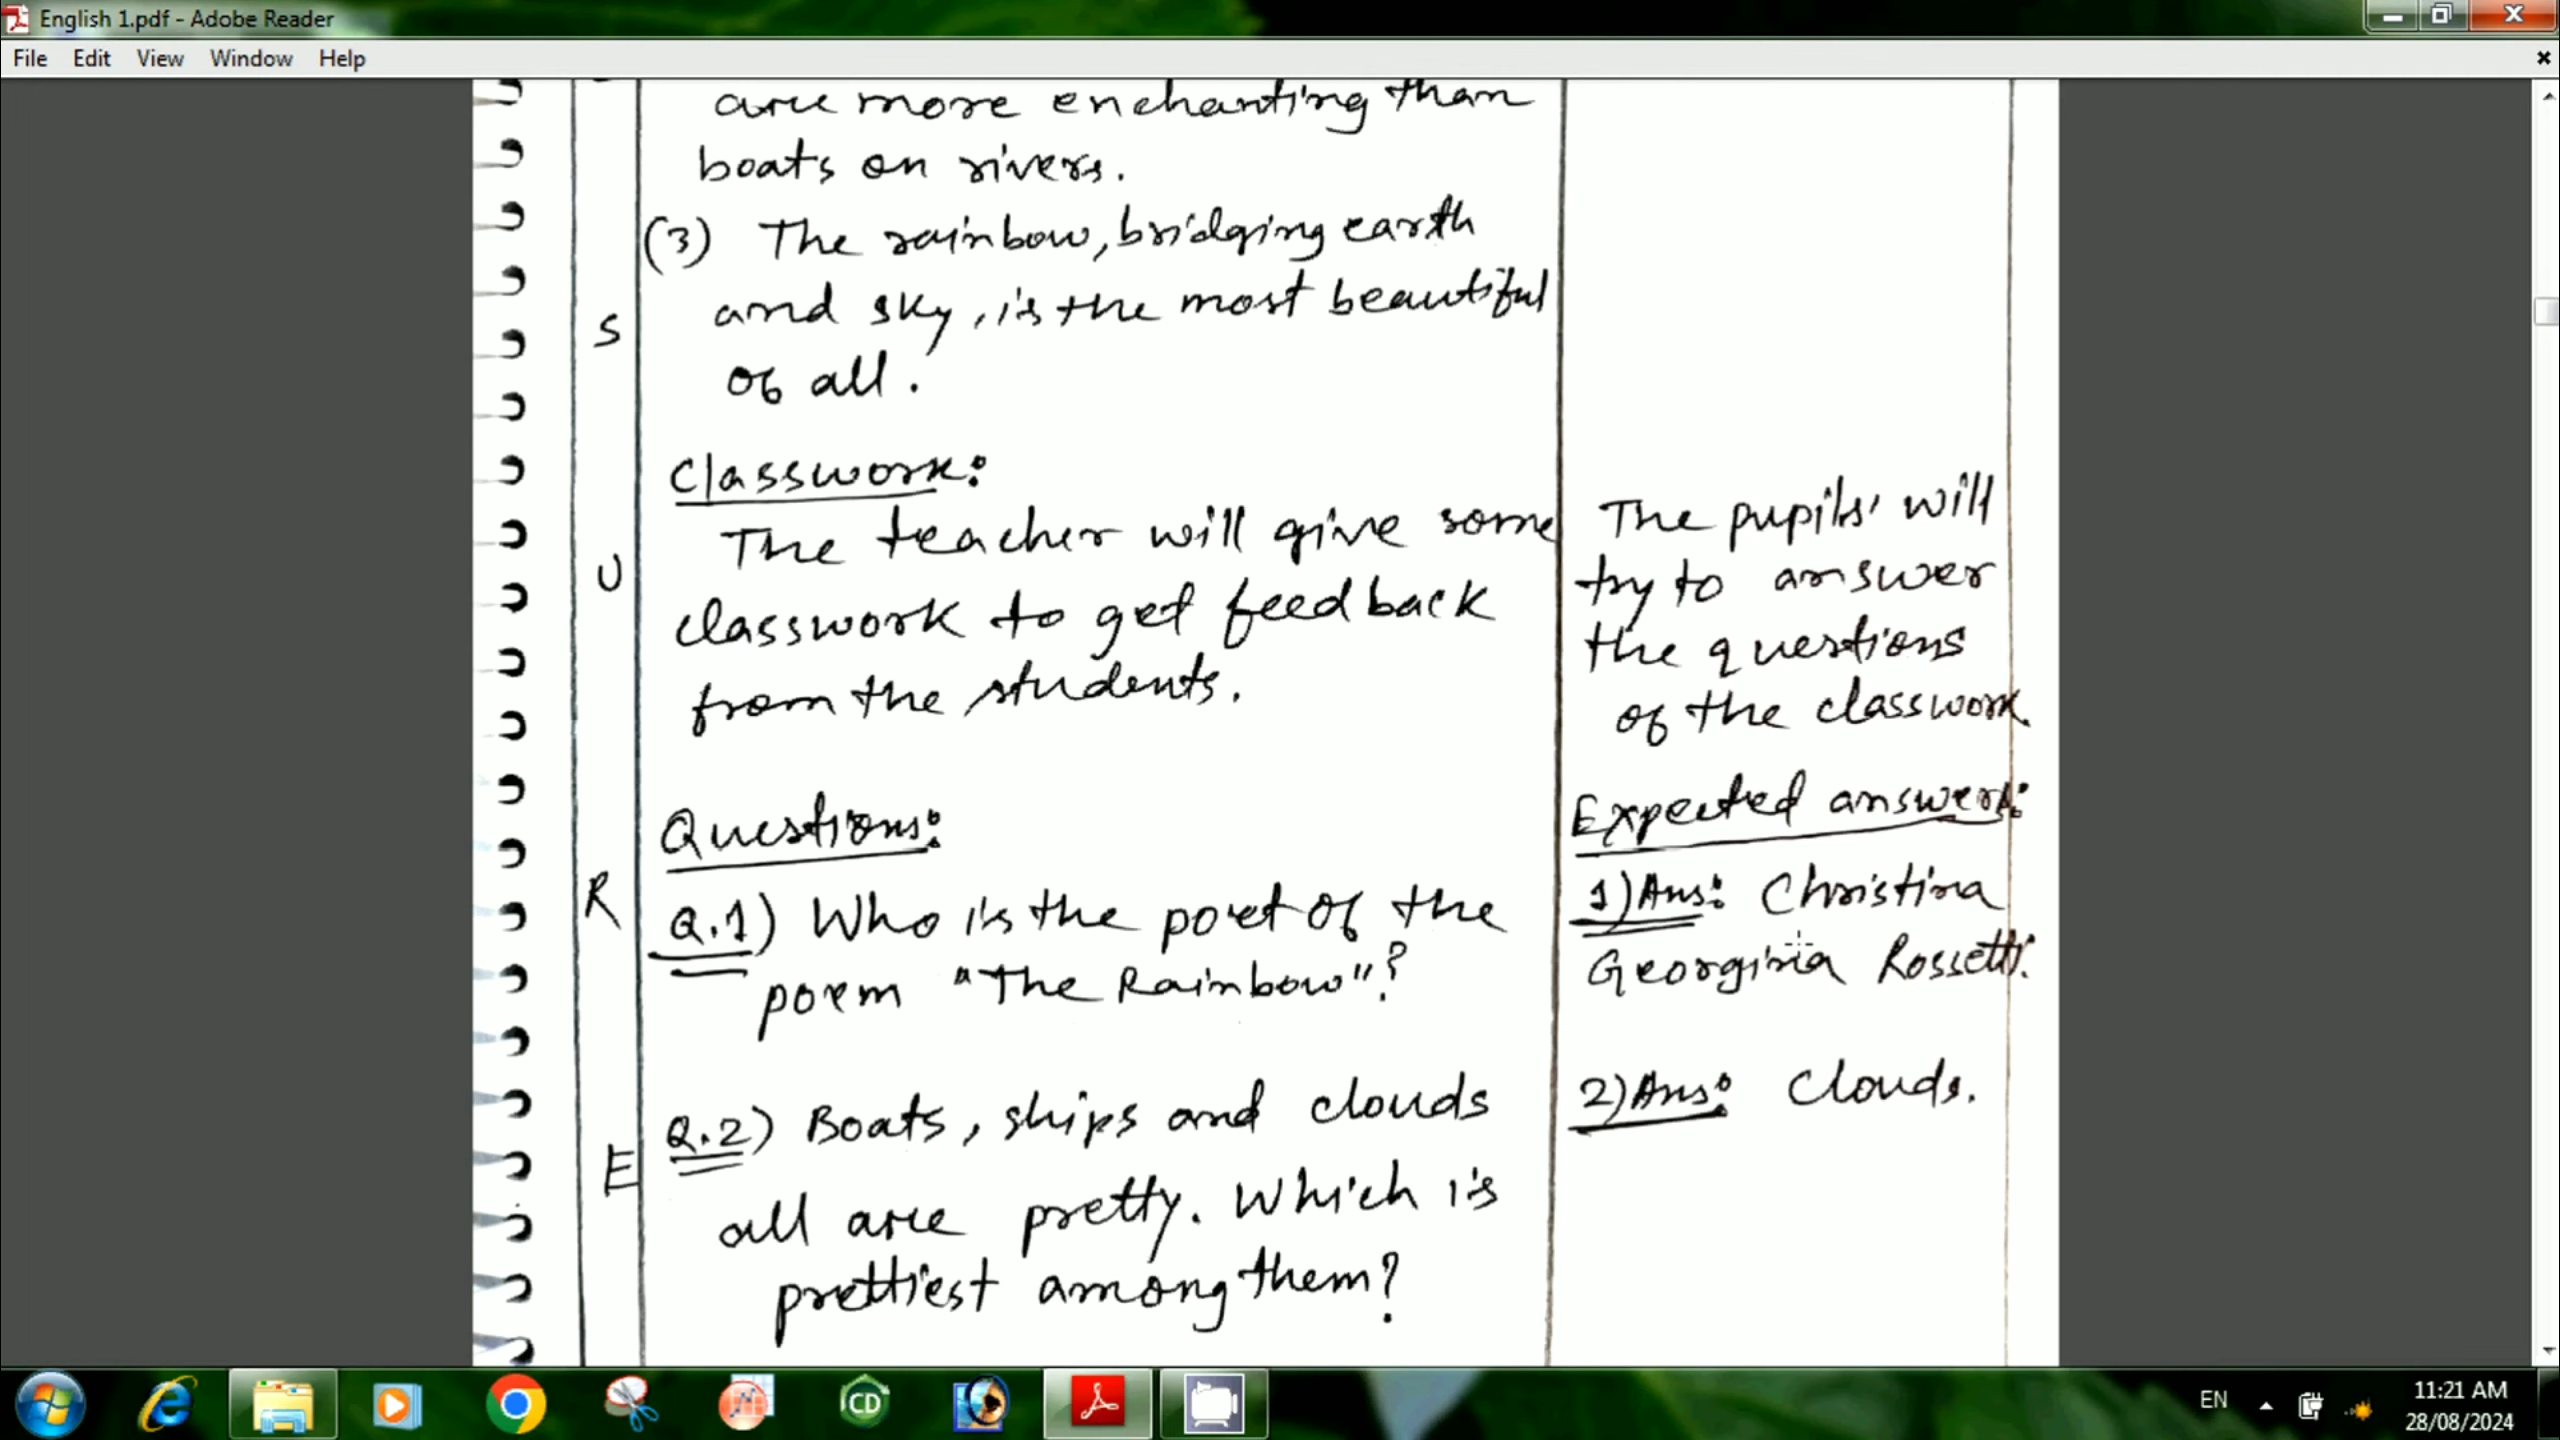 English 1.pdf - Adobe Reader
File Edit View Window Help
are more enchanting than
boats on rivers.
(3) The rainbow, bridging earth
and sky, is the most beautiful
of all.
Classwork:
The teacher will give some
classwork to get feedback
from the students.
Questions:
Q.1) Who is the poet of the
poem "The Rainbow"?
Q.2) Boats, ships and clouds
all are pretty. Which is
prettiest among them?
S
U
R
E
The pupils' will
try to answer
the questions
of the classwork.
Expected answers:
1) Ans: Christina
Georgina Rossetti.
2) Ans: Clouds.
CD
EN
11:21 AM
28/08/2024